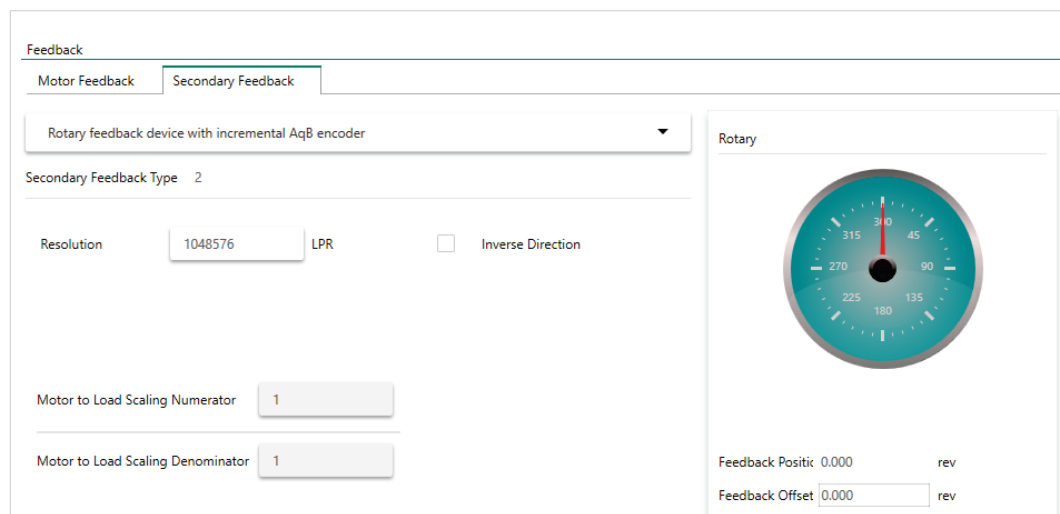 Feedback
Motor Feedback Secondary Feedback
Rotary feedback device with incremental AqB encoder
Secondary Feedback Type 2
Resolution 1048576 LPR Inverse Direction
Motor to Load Scaling Numerator 1
Motor to Load Scaling Denominator 1
Rotary
315 45
270 90
225 135
180
Feedback Positic 0.000 rev
Feedback Offset 0.000 rev